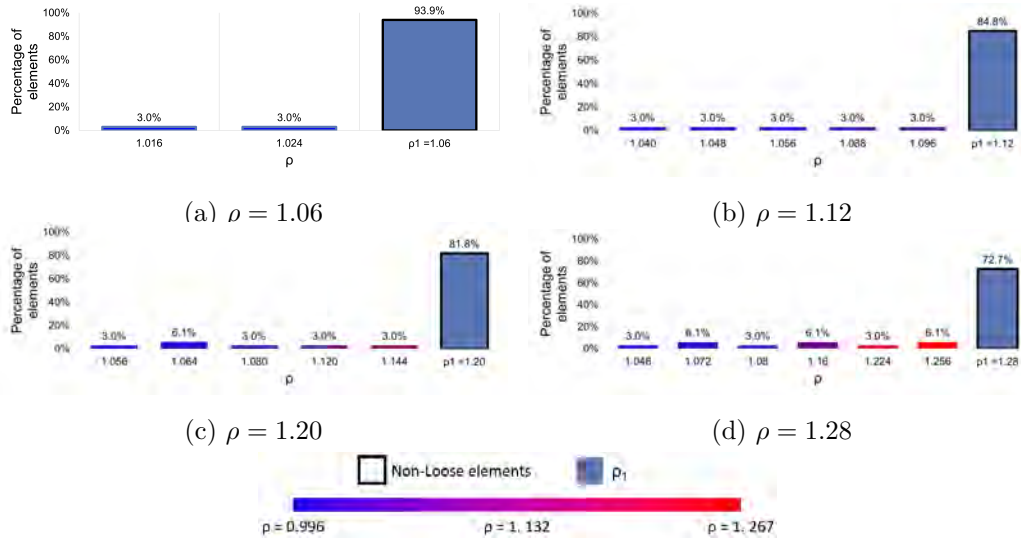 Percentage of
elements
100%
80%
60%
40%
20%
0%
3.0%
3.0%
93.9%
1.016
1.024
ρ1 =1.06
ρ
(a) ρ = 1.06
Percentage of
elements
100%
80%
60%
40%
20%
0%
3.0%
3.0%
3.0%
3.0%
3.0%
84.8%
1.040
1.048
1.056
1.088
1.096
ρ1 =1.12
ρ
(b) ρ = 1.12
Percentage of
elements
100%
80%
60%
40%
20%
0%
3.0%
6.1%
3.0%
3.0%
3.0%
81.8%
1.056
1.064
1.080
1.120
1.144
ρ1 =1.20
ρ
(c) ρ = 1.20
Percentage of
elements
100%
80%
60%
40%
20%
0%
3.0%
6.1%
3.0%
6.1%
3.0%
6.1%
72.7%
1.048
1.072
1.08
1.16
1.224
1.256
ρ1 =1.28
ρ
(d) ρ = 1.28
Non-Loose elements
ρ1
ρ = 0.996
ρ = 1. 132
ρ = 1. 267